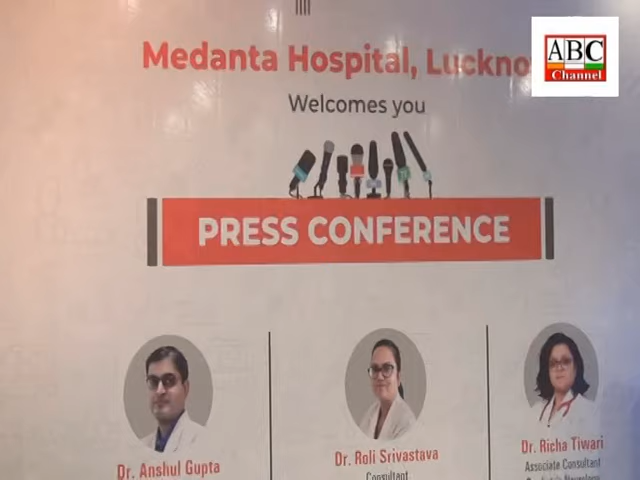 Medanta Hospital, Luckno
ABC
Channel
Welcomes you
PRESS CONFERENCE
Dr. Anshul Gupta
Dr. Roli Srivastava
Consultant
Dr. Richa Tiwari
Associate Consultant